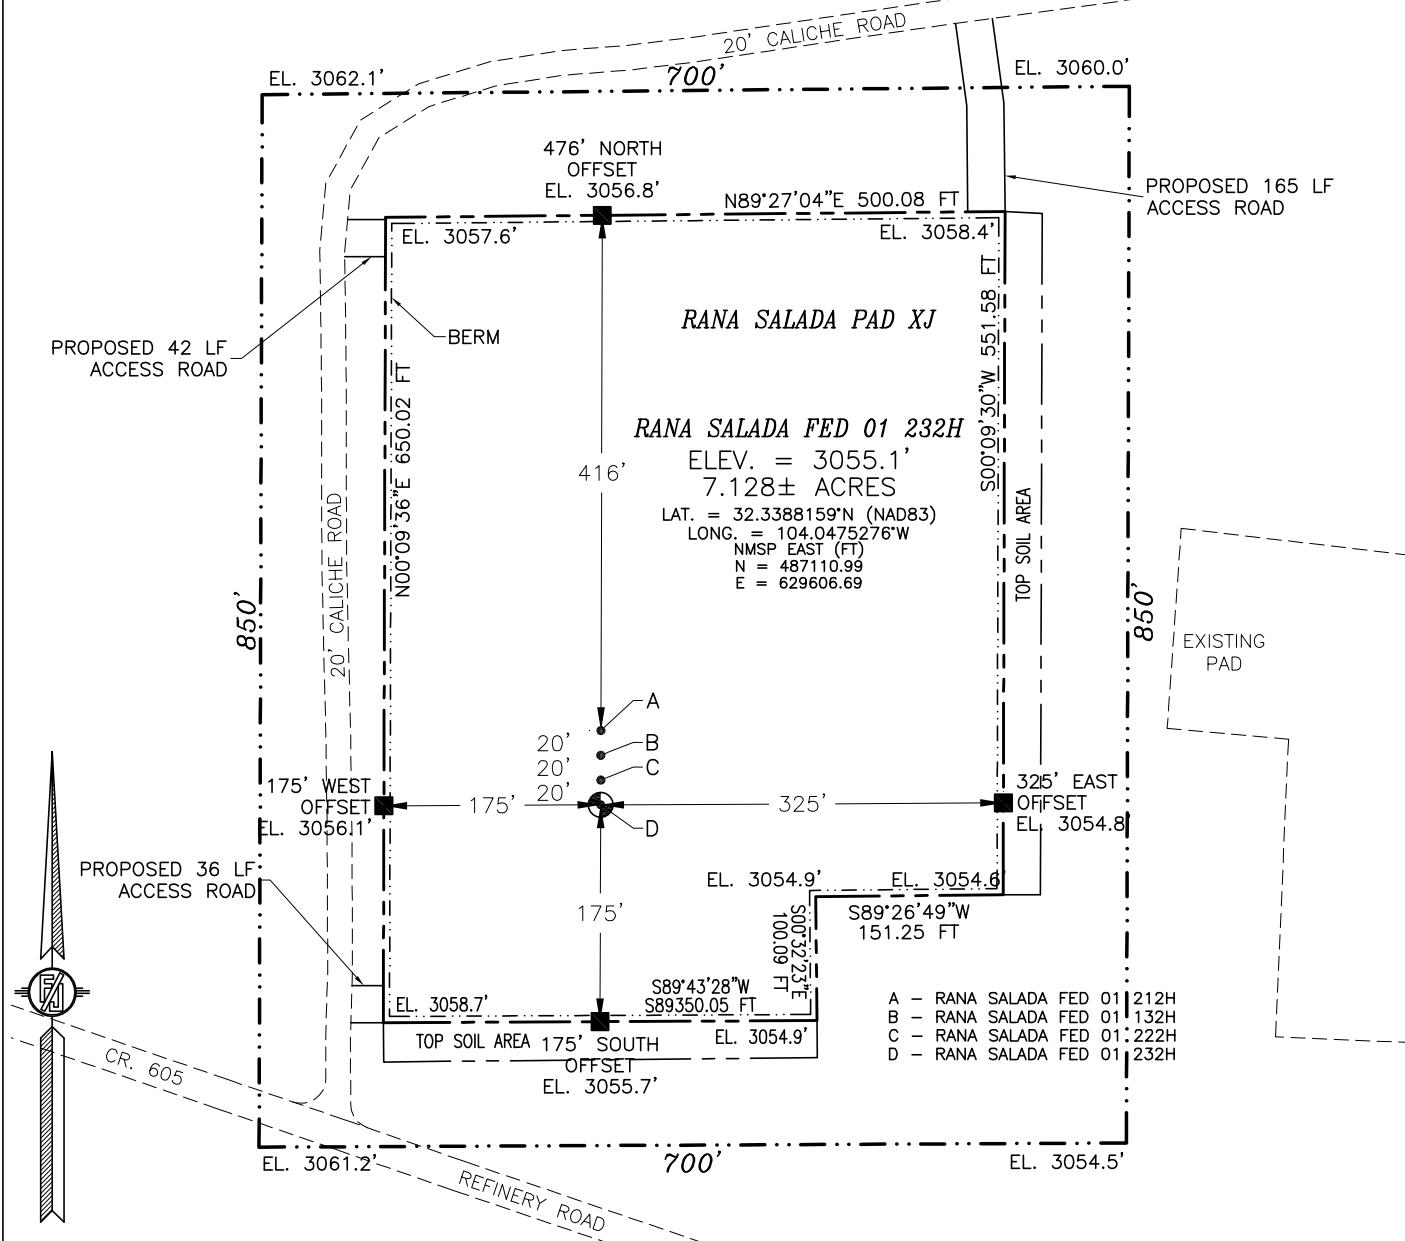 20' CALICHE ROAD
EL. 3062.1'
700'
EL. 3060.0'
476' NORTH
OFFSET
EL. 3056.8'
N89°27'04"E 500.08 FT
PROPOSED 165 LF
ACCESS ROAD
EL. 3057.6'
EL. 3058.4'
BERM
PROPOSED 42 LF
ACCESS ROAD
RANA SALADA PAD XJ
S00°09'30"W 551.58 FT
N00°09'36"E 650.02 FT
RANA SALADA FED 01 232H
ELEV. = 3055.1'
7.128± ACRES
LAT. = 32.3388159°N (NAD83)
LONG. = 104.0475276°W
NMSP EAST (FT)
N = 487110.99
E = 629606.69
416'
20' CALICHE ROAD
TOP SOIL AREA
850'
850'
EXISTING
PAD
A
20'
B
20'
C
20'
D
175' WEST
OFFSET
EL. 3056.1'
175'
325'
325' EAST
OFFSET
EL. 3054.8'
PROPOSED 36 LF
ACCESS ROAD
EL. 3054.9'
EL. 3054.6'
S89°26'49"W
151.25 FT
175'
S00°32'23"E
100.09 FT
S89°43'28"W
S89350.05 FT
EL. 3058.7'
EL. 3054.9'
TOP SOIL AREA
175' SOUTH
OFFSET
EL. 3055.7'
A - RANA SALADA FED 01 212H
B - RANA SALADA FED 01 132H
C - RANA SALADA FED 01 222H
D - RANA SALADA FED 01 232H
CR. 605
EL. 3061.2'
700'
EL. 3054.5'
REFINERY ROAD